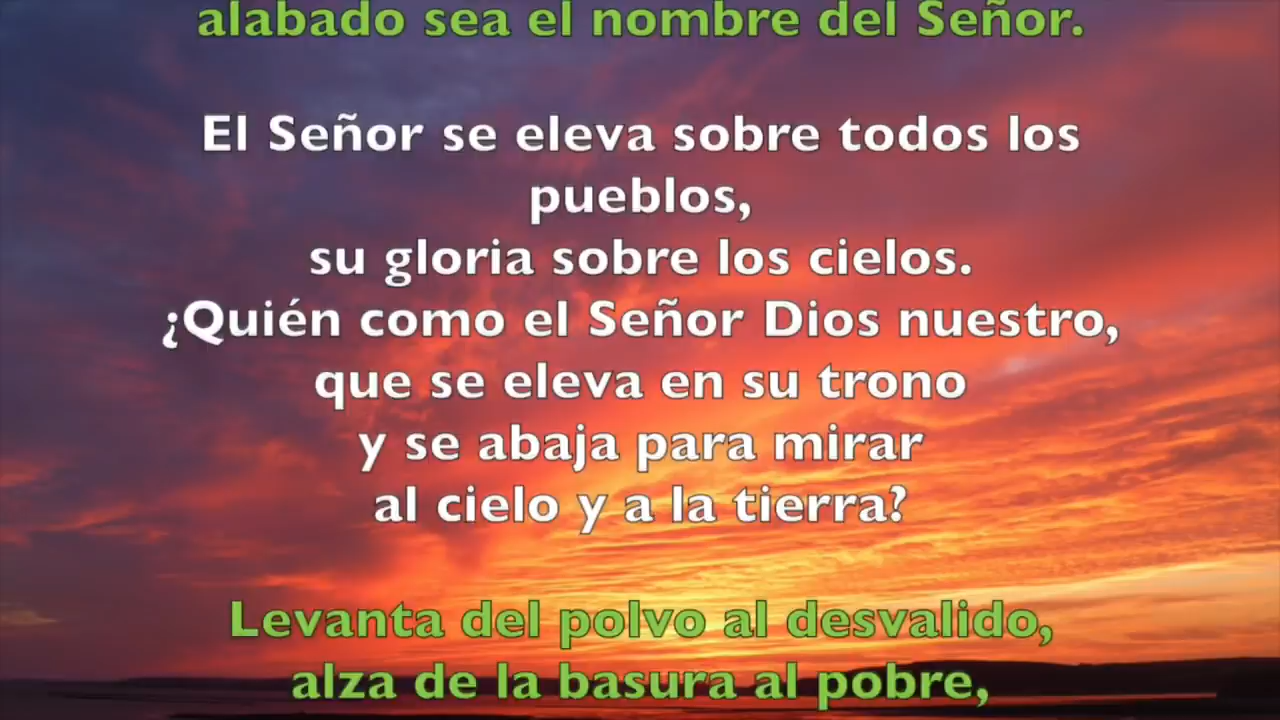 alabado sea el nombre del Señor.
El Señor se eleva sobre todos los
pueblos,
su gloria sobre los cielos.
¿Quién como el Señor Dios nuestro,
que se eleva en su trono
y se abaja para mirar
al cielo y a la tierra?
Levanta del polvo al desvalido,
alza de la basura al pobre,